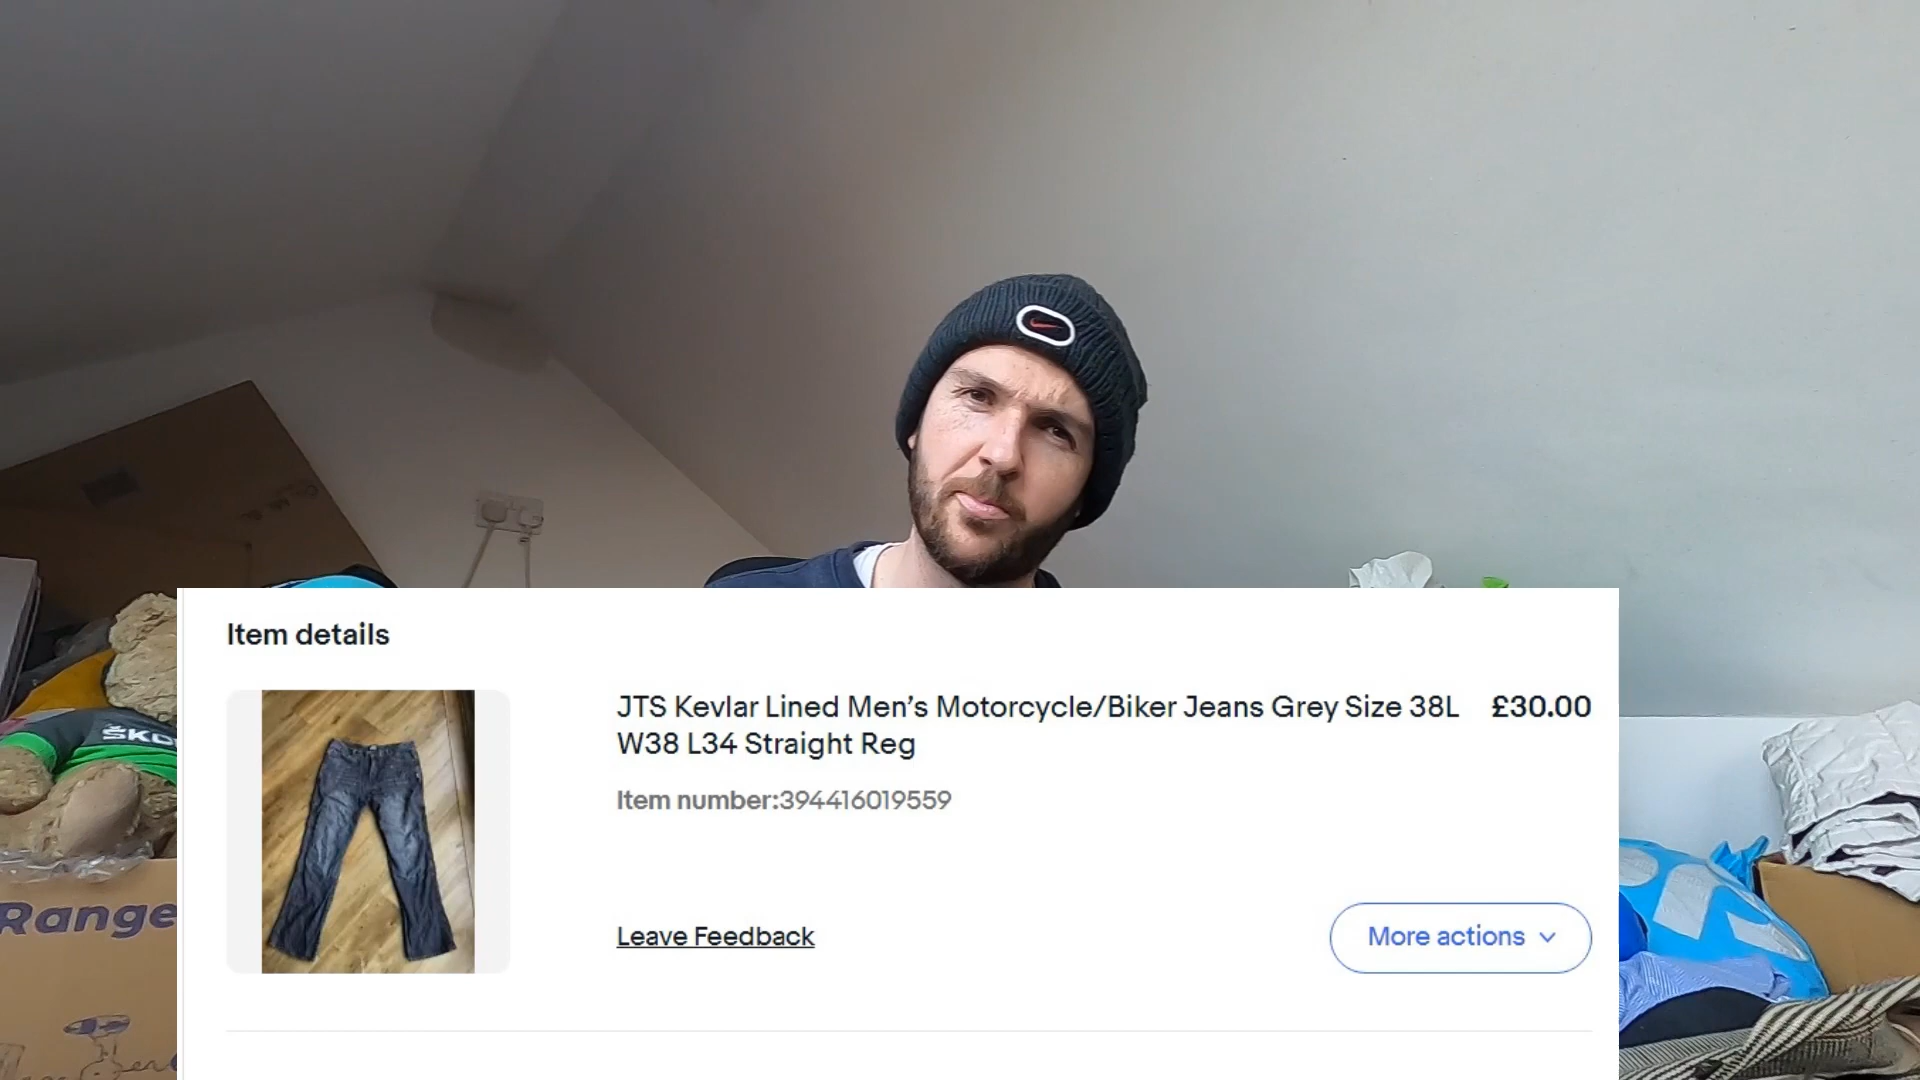 Item details
JTS Kevlar Lined Men's Motorcycle/Biker Jeans Grey Size 38L £30.00
W38 L34 Straight Reg
Item number:394416019559
Leave Feedback
More actions
Range